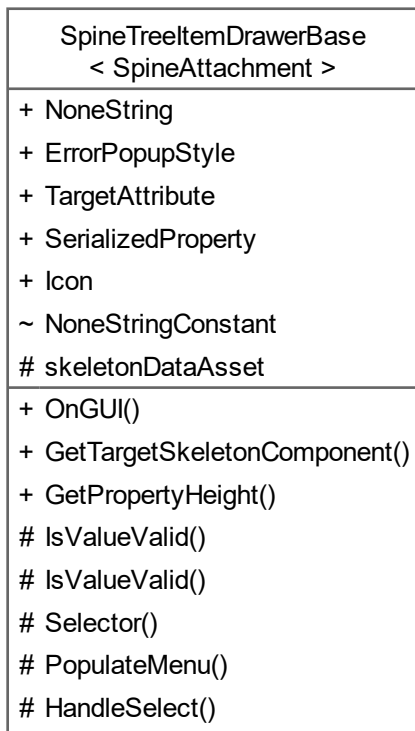 SpineTreeItemDrawerBase
< SpineAttachment >
+ NoneString
+ ErrorPopupStyle
+ TargetAttribute
+ SerializedProperty
+ Icon
~ NoneStringConstant
# skeletonDataAsset
+ OnGUI()
+ GetTargetSkeletonComponent()
+ GetPropertyHeight()
# IsValueValid()
# IsValueValid()
# Selector()
# PopulateMenu()
# HandleSelect()